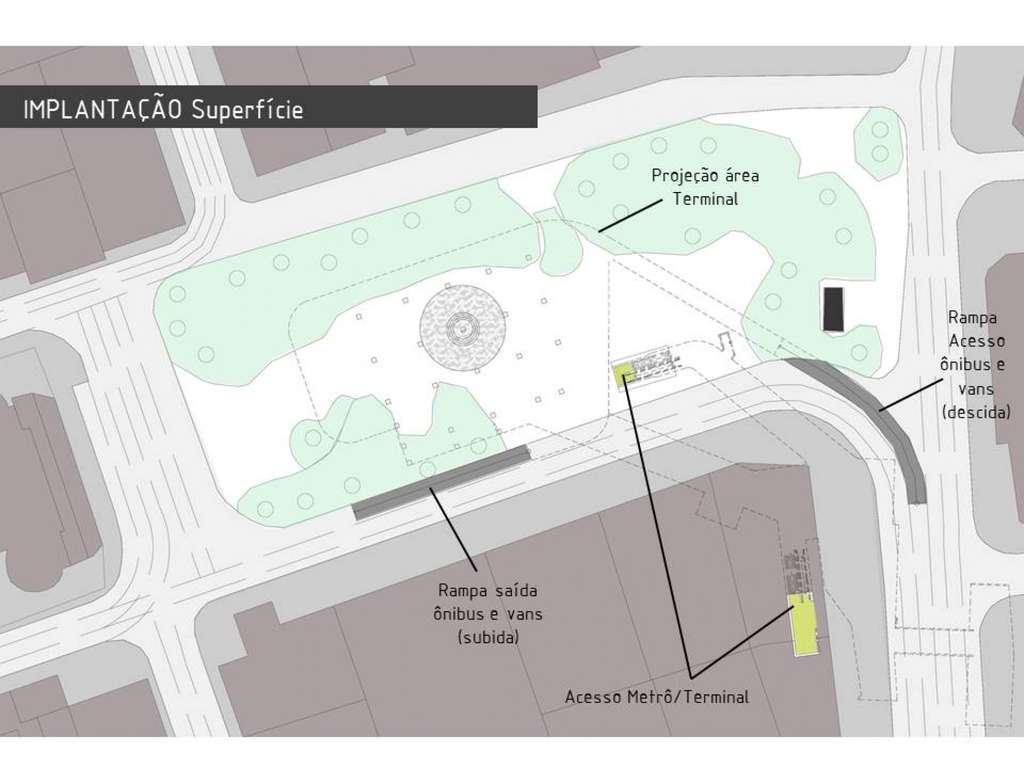 IMPLANTAÇÃO Superfície
Projeção área
Terminal
Rampa
Acesso
ônibus e
vans
(descida)
Rampa saída
ônibus e vans
(subida)
Acesso Metrô/Terminal